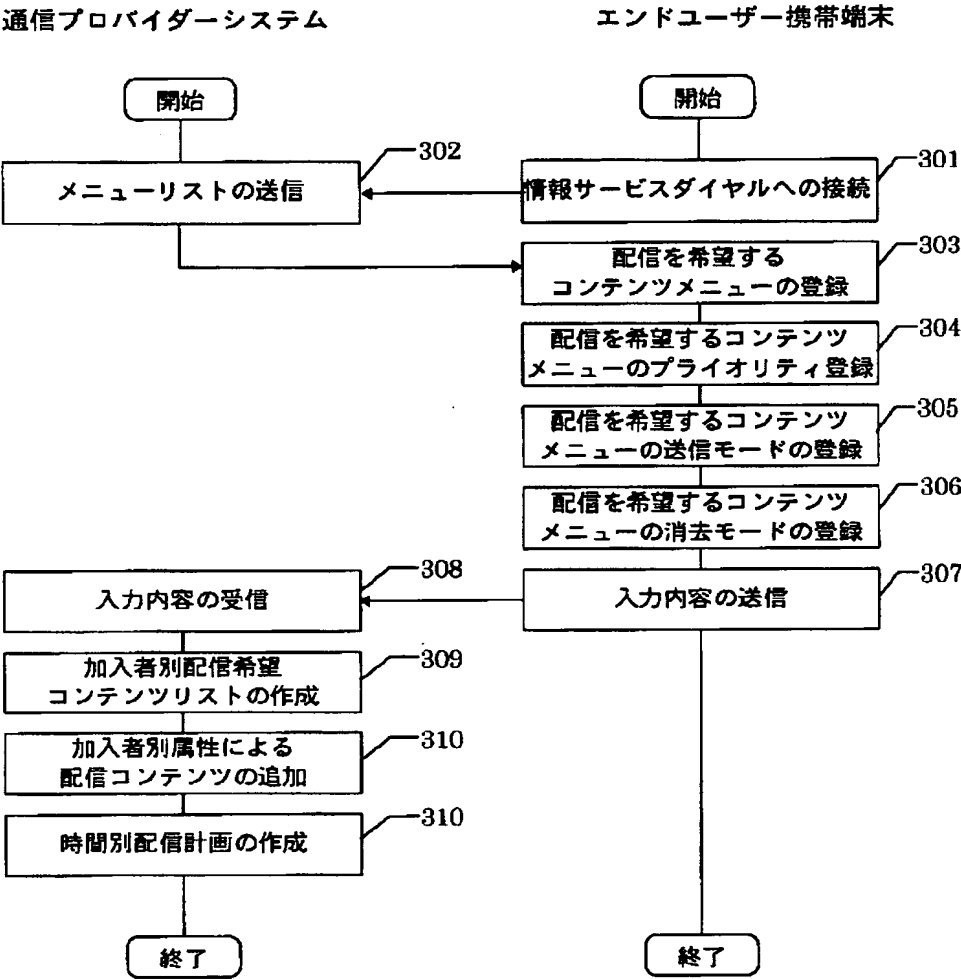 通信プロバイダーシステム
エンドユーザー携帯端末
開始
開始
302
301
メニューリストの送信
情報サービスダイヤルへの接続
303
配信を希望する
コンテンツメニューの登録
304
配信を希望するコンテンツ
メニューのプライオリティ登録
305
配信を希望するコンテンツ
メニューの送信モードの登録
306
配信を希望するコンテンツ
メニューの消去モードの登録
308
307
入力内容の受信
入力内容の送信
309
加入者別配信希望
コンテンツリストの作成
310
加入者別属性による
配信コンテンツの追加
310
時間別配信計画の作成
終了
終了